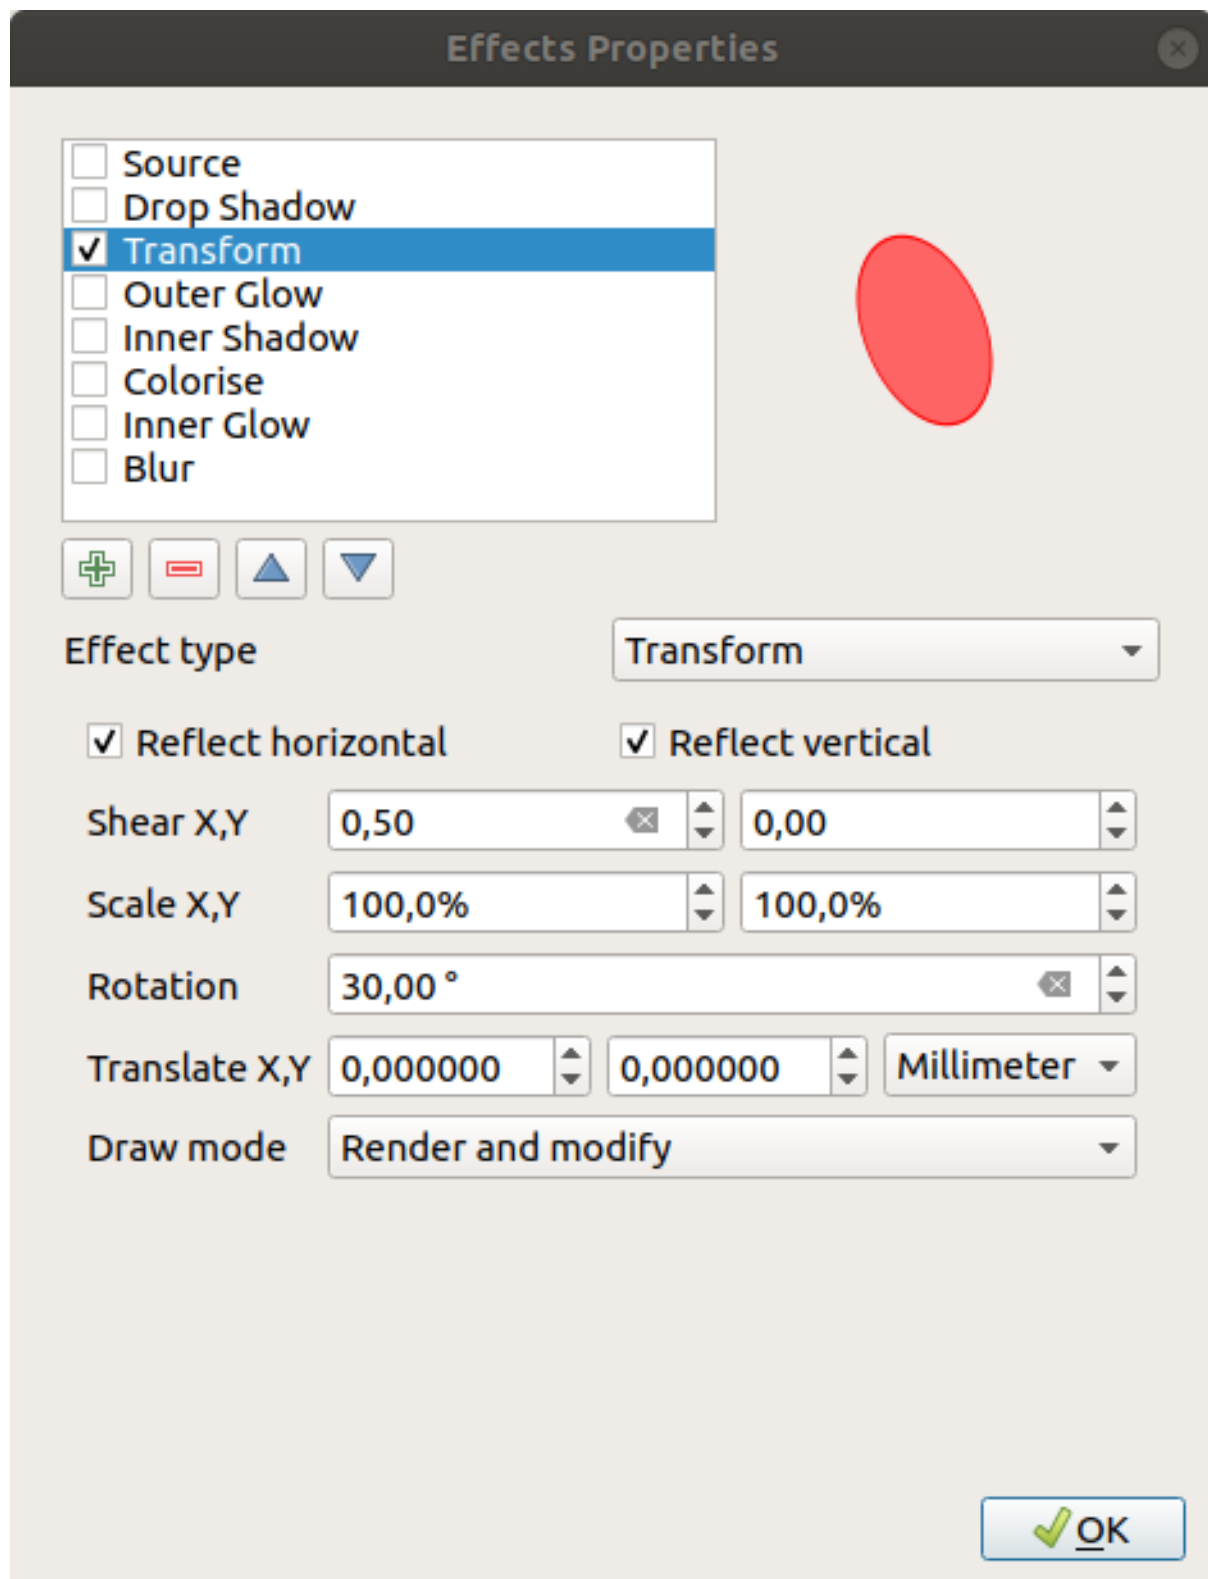 Effects Properties
Source
Drop Shadow
Transform
Outer Glow
Inner Shadow
Colorise
Inner Glow
Blur
Effect type Transform
Reflect horizontal Reflect vertical
Shear X,Y 0,50 0,00
Scale X,Y 100,0% 100,0%
Rotation 30,00 °
Translate X,Y 0,000000 0,000000 Millimeter
Draw mode Render and modify
OK